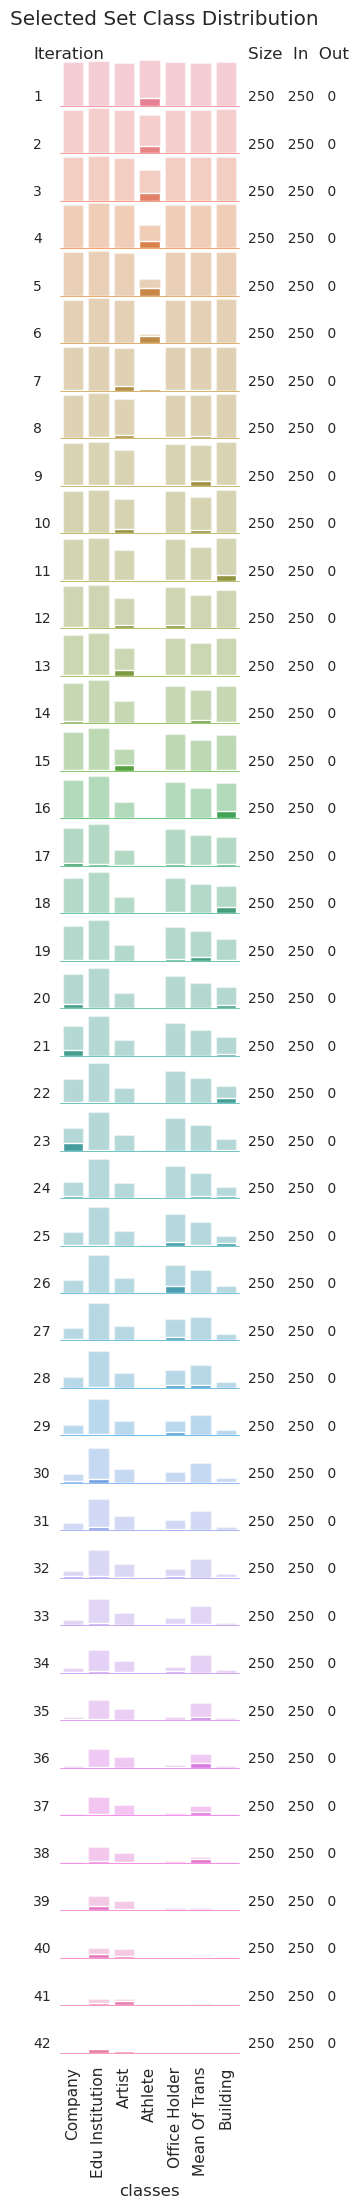 Selected Set Class Distribution
Iteration Size In Out
1 250 250 0
2 250 250 0
3 250 250 0
4 250 250 0
5 250 250 0
6 250 250 0
7 250 250 0
8 250 250 0
9 250 250 0
10 250 250 0
11 250 250 0
12 250 250 0
13 250 250 0
14 250 250 0
15 250 250 0
16 250 250 0
17 250 250 0
18 250 250 0
19 250 250 0
20 250 250 0
21 250 250 0
22 250 250 0
23 250 250 0
24 250 250 0
25 250 250 0
26 250 250 0
27 250 250 0
28 250 250 0
29 250 250 0
30 250 250 0
31 250 250 0
32 250 250 0
33 250 250 0
34 250 250 0
35 250 250 0
36 250 250 0
37 250 250 0
38 250 250 0
39 250 250 0
40 250 250 0
41 250 250 0
42 250 250 0
Company
Edu Institution
Artist
Athlete
Office Holder
Mean Of Trans
Building
classes